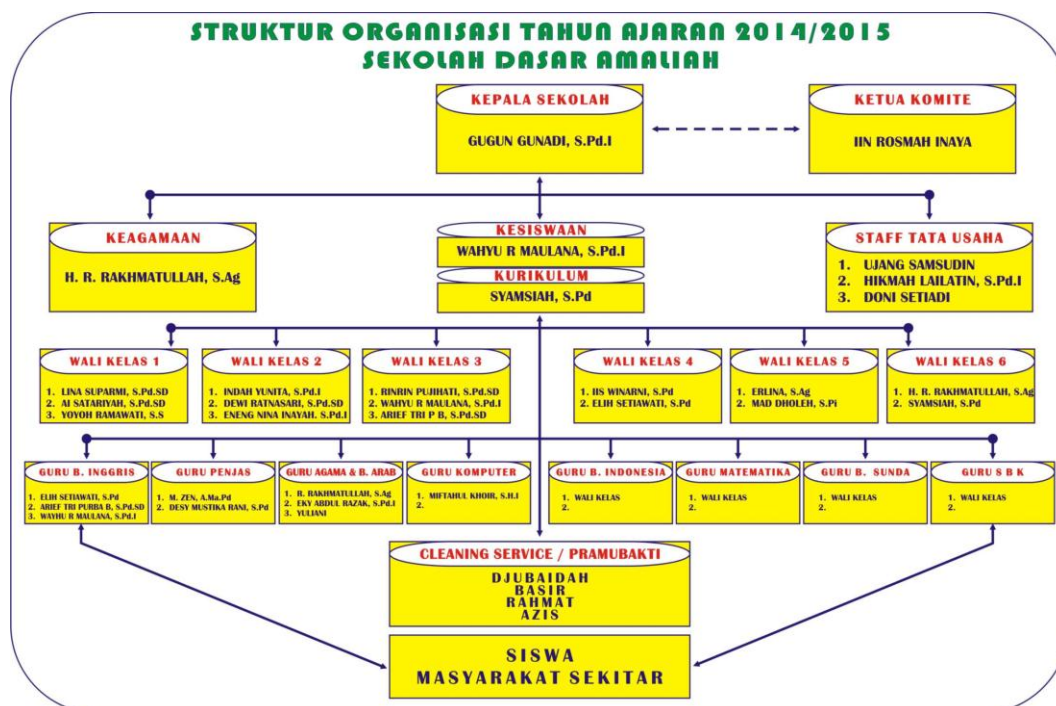 STRUKTUR ORGANISASI TAHUN AJARAN 2014/2015
SEKOLAH DASAR AMALIAH
KEPALA SEKOLAH
GUGUN GUNADI, S.Pd.I
KETUA KOMITE
IIN ROSMAH INAYA
KEAGAMAAN
H. R. RAKHMATULLAH, S.Ag
KESISWAAN
WAHYU R MAULANA, S.Pd.I
KURIKULUM
SYAMSIAH, S.Pd
STAFF TATA USAHA
1. UJANG SAMSUDIN
2. HIKMAH LAILATIN, S.Pd.I
3. DONI SETIADI
WALI KELAS 1
1. LINA SUPARMI, S.Pd.SD
2. AI SATARIYAH, S.Pd.SD
3. YOYOH RAMAWATI, S.S
WALI KELAS 2
1. INDAH YUNITA, S.Pd.I
2. DEWI RATNASARI, S.Pd.SD
3. ENENG NINA INAYAH. S.Pd.I
WALI KELAS 3
1. RINRIN PUJIHATI, S.Pd.SD
2. WAHYU R MAULANA, S.Pd.I
3. ARIEF TRI P B, S.Pd.SD
WALI KELAS 4
1. IIS WINARNI, S.Pd
2. ELIH SETIAWATI, S.Pd
WALI KELAS 5
1. ERLINA, S.Ag
2. MAD DHOLEH, S.Pi
WALI KELAS 6
1. H. R. RAKHMATULLAH, S.Ag
2. SYAMSIAH, S.Pd
GURU B. INGGRIS
1. ELIH SETIAWATI, S.Pd
2. ARIEF TRI PURBA B, S.Pd.SD
3. WAYHU R MAULANA, S.Pd.I
GURU PENJAS
1. M. ZEN, A.Ma.Pd
2. DESY MUSTIKA RANI, S.Pd
GURU AGAMA & B. ARAB
1. R. RAKHMATULLAH, S.Ag
2. EKY ABDUL RAZAK, S.Pd.I
3. YULIANI
GURU KOMPUTER
1. MIFTAHUL KHOIR, S.H.I
2.
GURU B. INDONESIA
1. WALI KELAS
2.
GURU MATEMATIKA
1. WALI KELAS
2.
GURU B. SUNDA
1. WALI KELAS
2.
GURU S B K
1. WALI KELAS
2.
CLEANING SERVICE / PRAMUBAKTI
DJUBAIDAH
BASIR
RAHMAT
AZIS
SISWA
MASYARAKAT SEKITAR